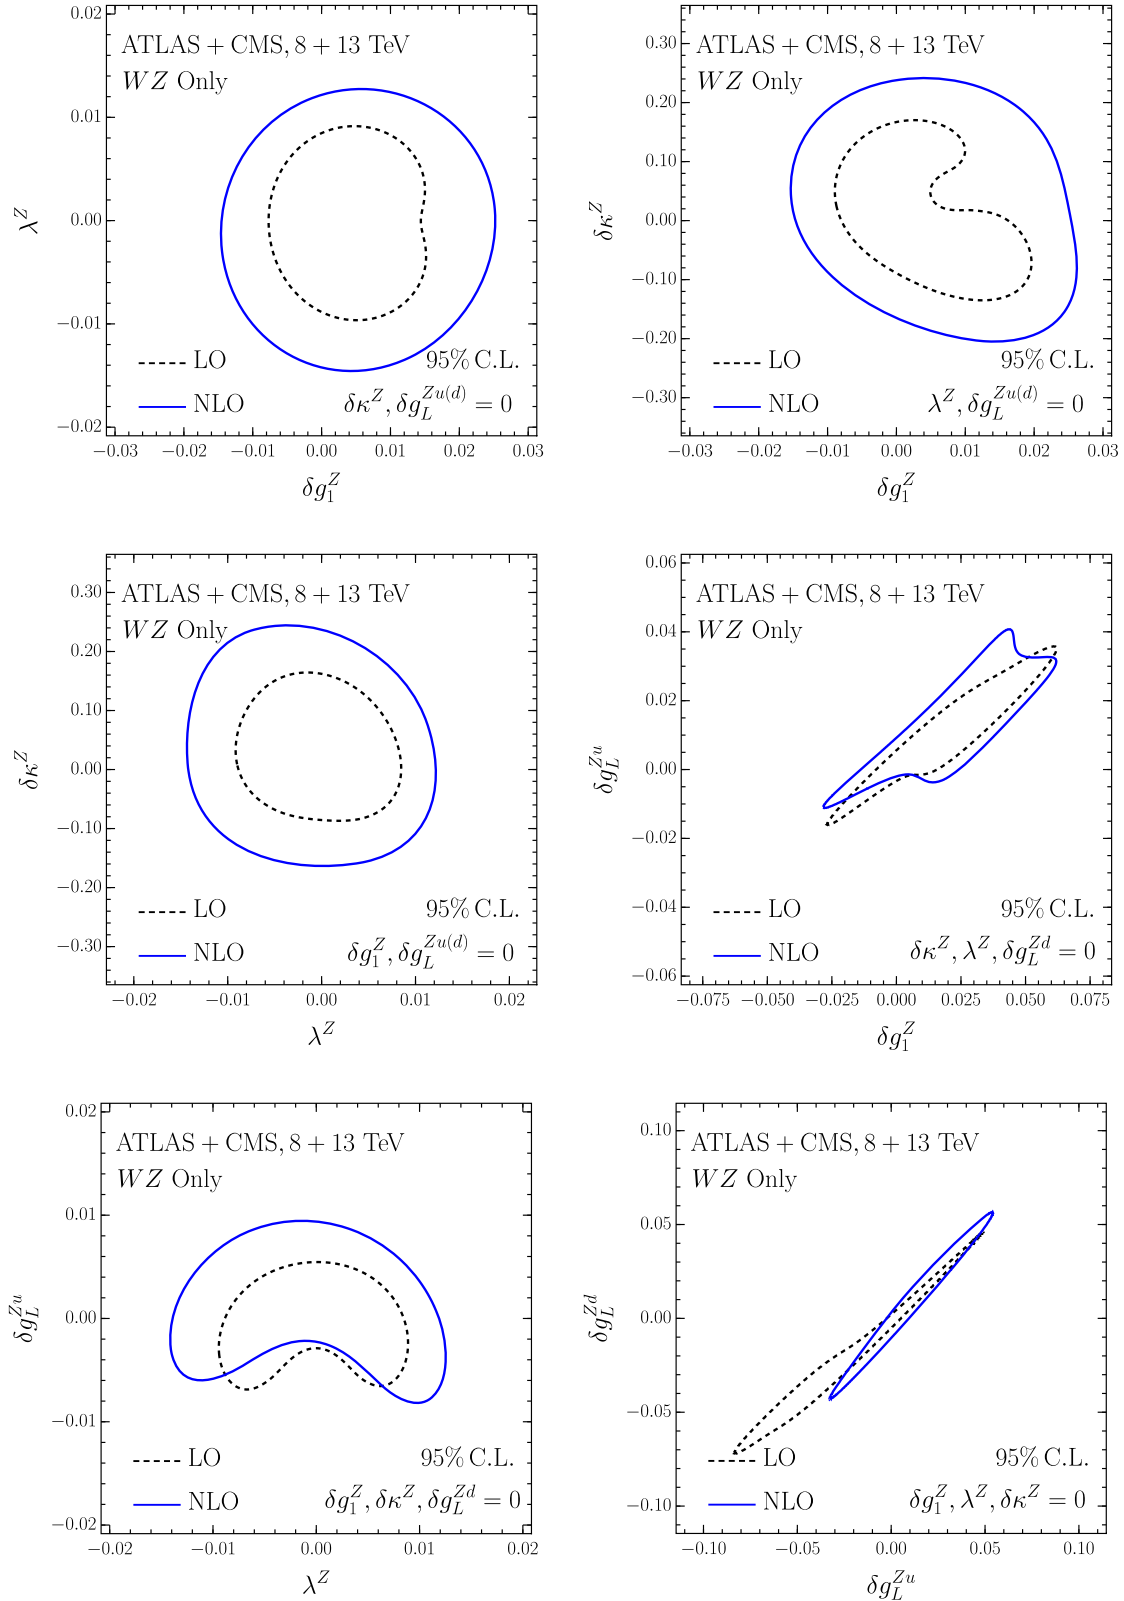 ATLAS + CMS, 8 + 13 TeV
WZ Only
λ^Z
0.02
0.01
0.00
−0.01
−0.02
LO
95% C.L.
NLO
δκ^Z, δg_L^{Zu(d)} = 0
−0.03 −0.02 −0.01 0.00 0.01 0.02 0.03
δg_1^Z
ATLAS + CMS, 8 + 13 TeV
WZ Only
δκ^Z
0.30
0.20
0.10
0.00
−0.10
−0.20
−0.30
LO
95% C.L.
NLO
λ^Z, δg_L^{Zu(d)} = 0
−0.03 −0.02 −0.01 0.00 0.01 0.02 0.03
δg_1^Z
ATLAS + CMS, 8 + 13 TeV
WZ Only
δκ^Z
0.30
0.20
0.10
0.00
−0.10
−0.20
−0.30
LO
95% C.L.
NLO
δg_1^Z, δg_L^{Zu(d)} = 0
−0.02 −0.01 0.00 0.01 0.02
λ^Z
ATLAS + CMS, 8 + 13 TeV
WZ Only
δg_L^{Zu}
0.06
0.04
0.02
0.00
−0.02
−0.04
−0.06
LO
95% C.L.
NLO
δκ^Z, λ^Z, δg_L^{Zd} = 0
−0.075 −0.050 −0.025 0.000 0.025 0.050 0.075
δg_1^Z
ATLAS + CMS, 8 + 13 TeV
WZ Only
δg_L^{Zu}
0.02
0.01
0.00
−0.01
−0.02
LO
95% C.L.
NLO
δg_1^Z, δκ^Z, δg_L^{Zd} = 0
−0.02 −0.01 0.00 0.01 0.02
λ^Z
ATLAS + CMS, 8 + 13 TeV
WZ Only
δg_L^{Zd}
0.10
0.05
0.00
−0.05
−0.10
LO
95% C.L.
NLO
δg_1^Z, λ^Z, δκ^Z = 0
−0.10 −0.05 0.00 0.05 0.10
δg_L^{Zu}